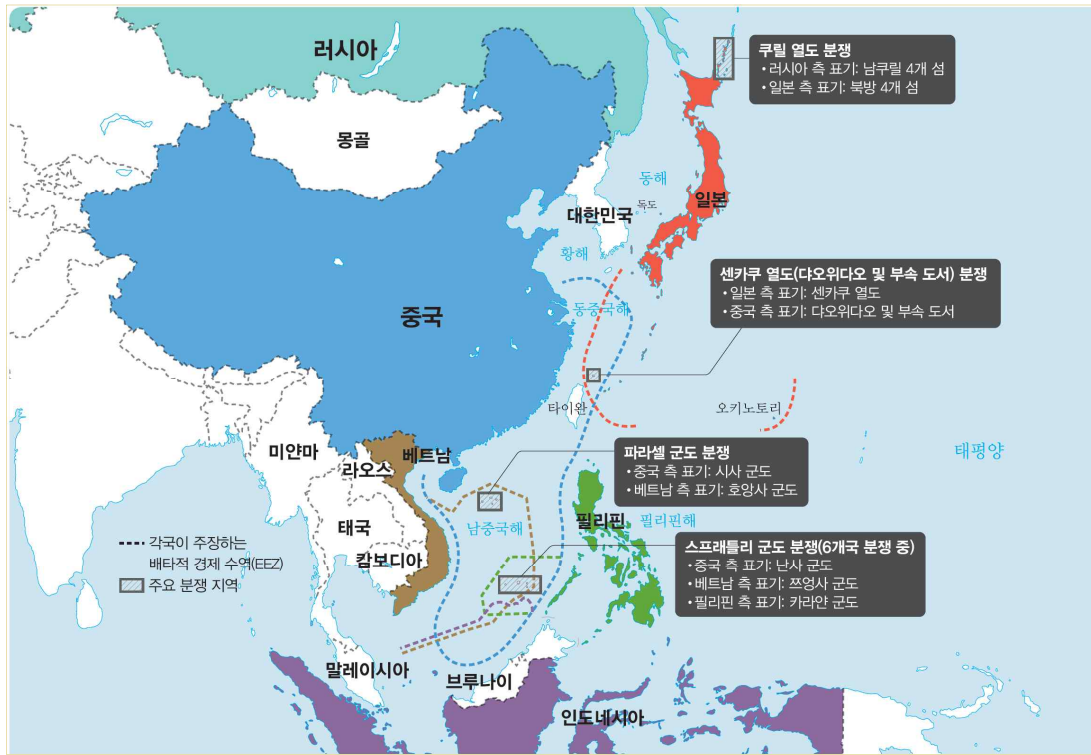 러시아
쿠릴 열도 분쟁
• 러시아 측 표기: 남쿠릴 4개 섬
• 일본 측 표기: 북방 4개 섬
몽골
동해
독도
일본
대한민국
황해
센카쿠 열도(댜오위다오 및 부속 도서) 분쟁
• 일본 측 표기: 센카쿠 열도
• 중국 측 표기: 댜오위다오 및 부속 도서
동중국해
중국
타이완
오키노토리
미얀마
라오스
베트남
파라셀 군도 분쟁
• 중국 측 표기: 시사 군도
• 베트남 측 표기: 호앙사 군도
태평양
태국
남중국해
필리핀
필리핀해
캄보디아
각국이 주장하는
배타적 경제 수역(EEZ)
주요 분쟁 지역
스프래틀리 군도 분쟁(6개국 분쟁 중)
• 중국 측 표기: 난사 군도
• 베트남 측 표기: 쯔엉사 군도
• 필리핀 측 표기: 카라얀 군도
말레이시아
브루나이
인도네시아